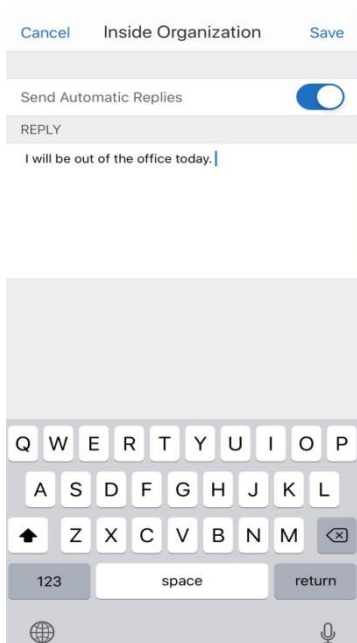 Cancel Inside Organization Save
Send Automatic Replies
REPLY
I will be out of the office today.
Q W E R T Y U I O P
A S D F G H J K L
Z X C V B N M
123 space return